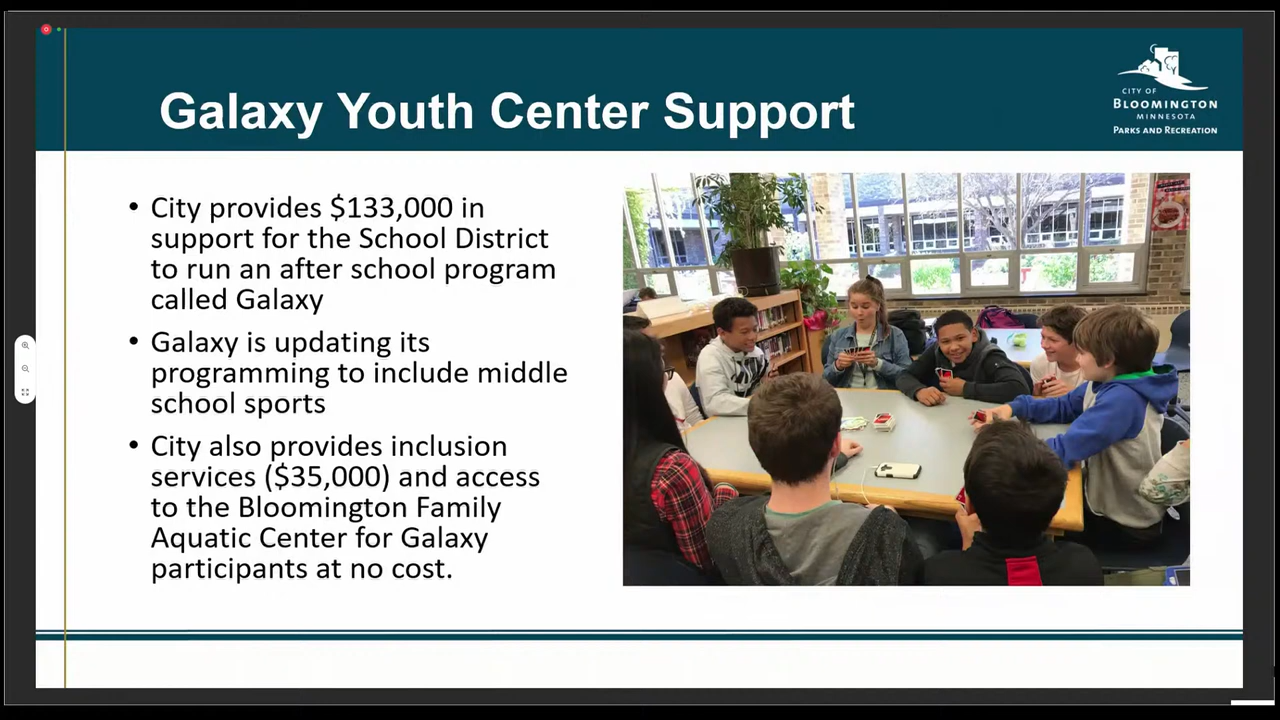 Galaxy Youth Center Support
CITY OF
BLOOMINGTON
MINNESOTA
PARKS AND RECREATION
• City provides $133,000 in
support for the School District
to run an after school program
called Galaxy
• Galaxy is updating its
programming to include middle
school sports
• City also provides inclusion
services ($35,000) and access
to the Bloomington Family
Aquatic Center for Galaxy
participants at no cost.